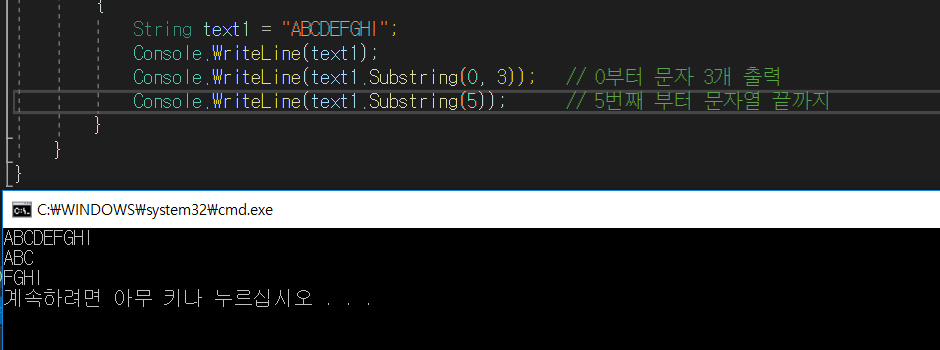 {
String text1 = "ABCDEFGHI";
Console.WriteLine(text1);
Console.WriteLine(text1.Substring(0, 3)); // 0부터 문자 3개 출력
Console.WriteLine(text1.Substring(5)); // 5번째 부터 문자열 끝까지
}
}
}
C:₩WINDOWS₩system32₩cmd.exe
ABCDEFGHI
ABC
FGHI
계속하려면 아무 키나 누르십시오 . . .